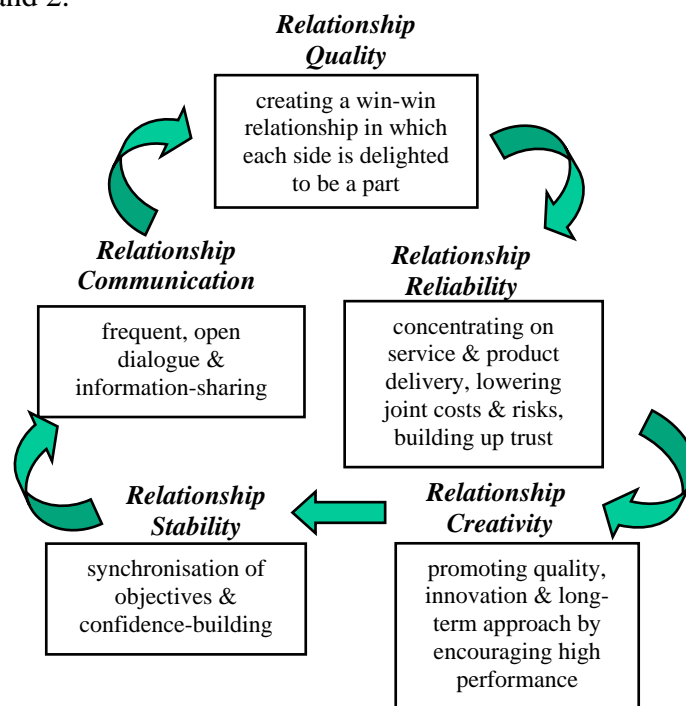 and 2.
Relationship
Quality
creating a win-win
relationship in which
each side is delighted
to be a part
Relationship
Communication
frequent, open
dialogue &
information-sharing
Relationship
Reliability
concentrating on
service & product
delivery, lowering
joint costs & risks,
building up trust
Relationship
Stability
synchronisation of
objectives &
confidence-building
Relationship
Creativity
promoting quality,
innovation & long-
term approach by
encouraging high
performance